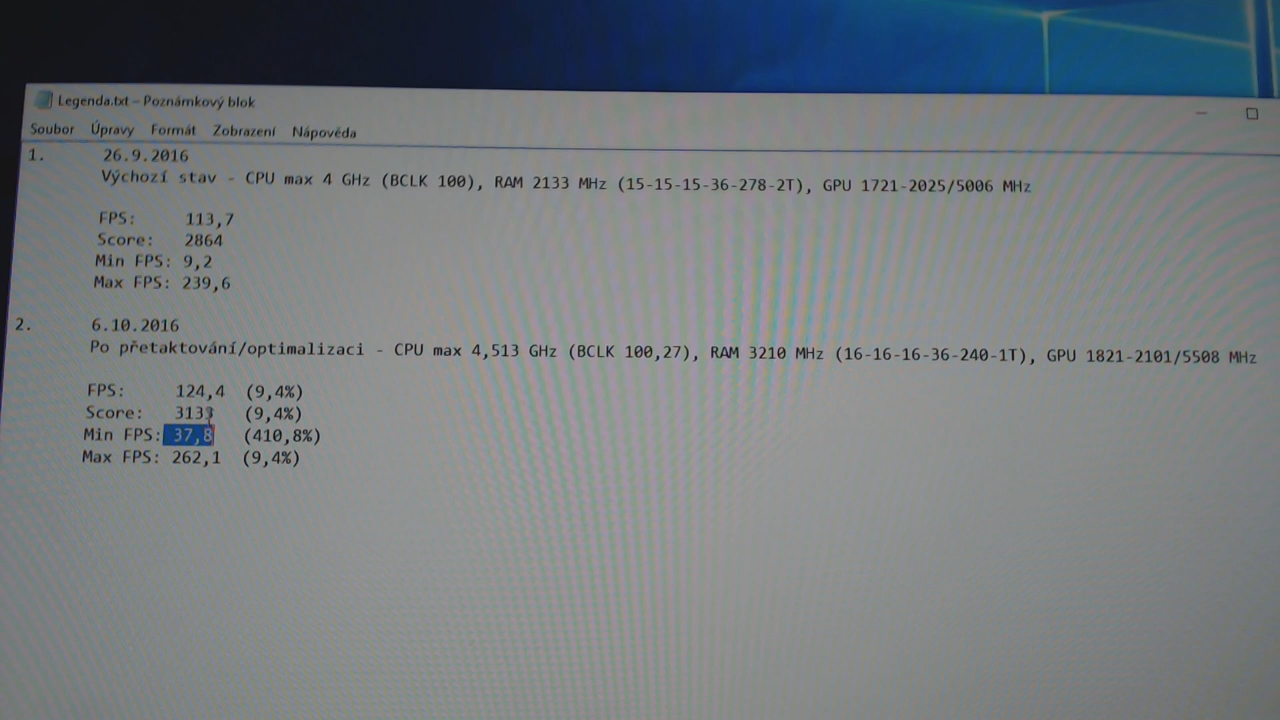 Legenda.txt – Poznámkový blok
Soubor Úpravy Formát Zobrazení Nápověda
1. 26.9.2016
Výchozí stav - CPU max 4 GHz (BCLK 100), RAM 2133 MHz (15-15-15-36-278-2T), GPU 1721-2025/5006 MHz
FPS: 113,7
Score: 2864
Min FPS: 9,2
Max FPS: 239,6
2. 6.10.2016
Po přetaktování/optimalizaci - CPU max 4,513 GHz (BCLK 100,27), RAM 3210 MHz (16-16-16-36-240-1T), GPU 1821-2101/5508 MHz
FPS: 124,4 (9,4%)
Score: 3133 (9,4%)
Min FPS: 37,8 (410,8%)
Max FPS: 262,1 (9,4%)